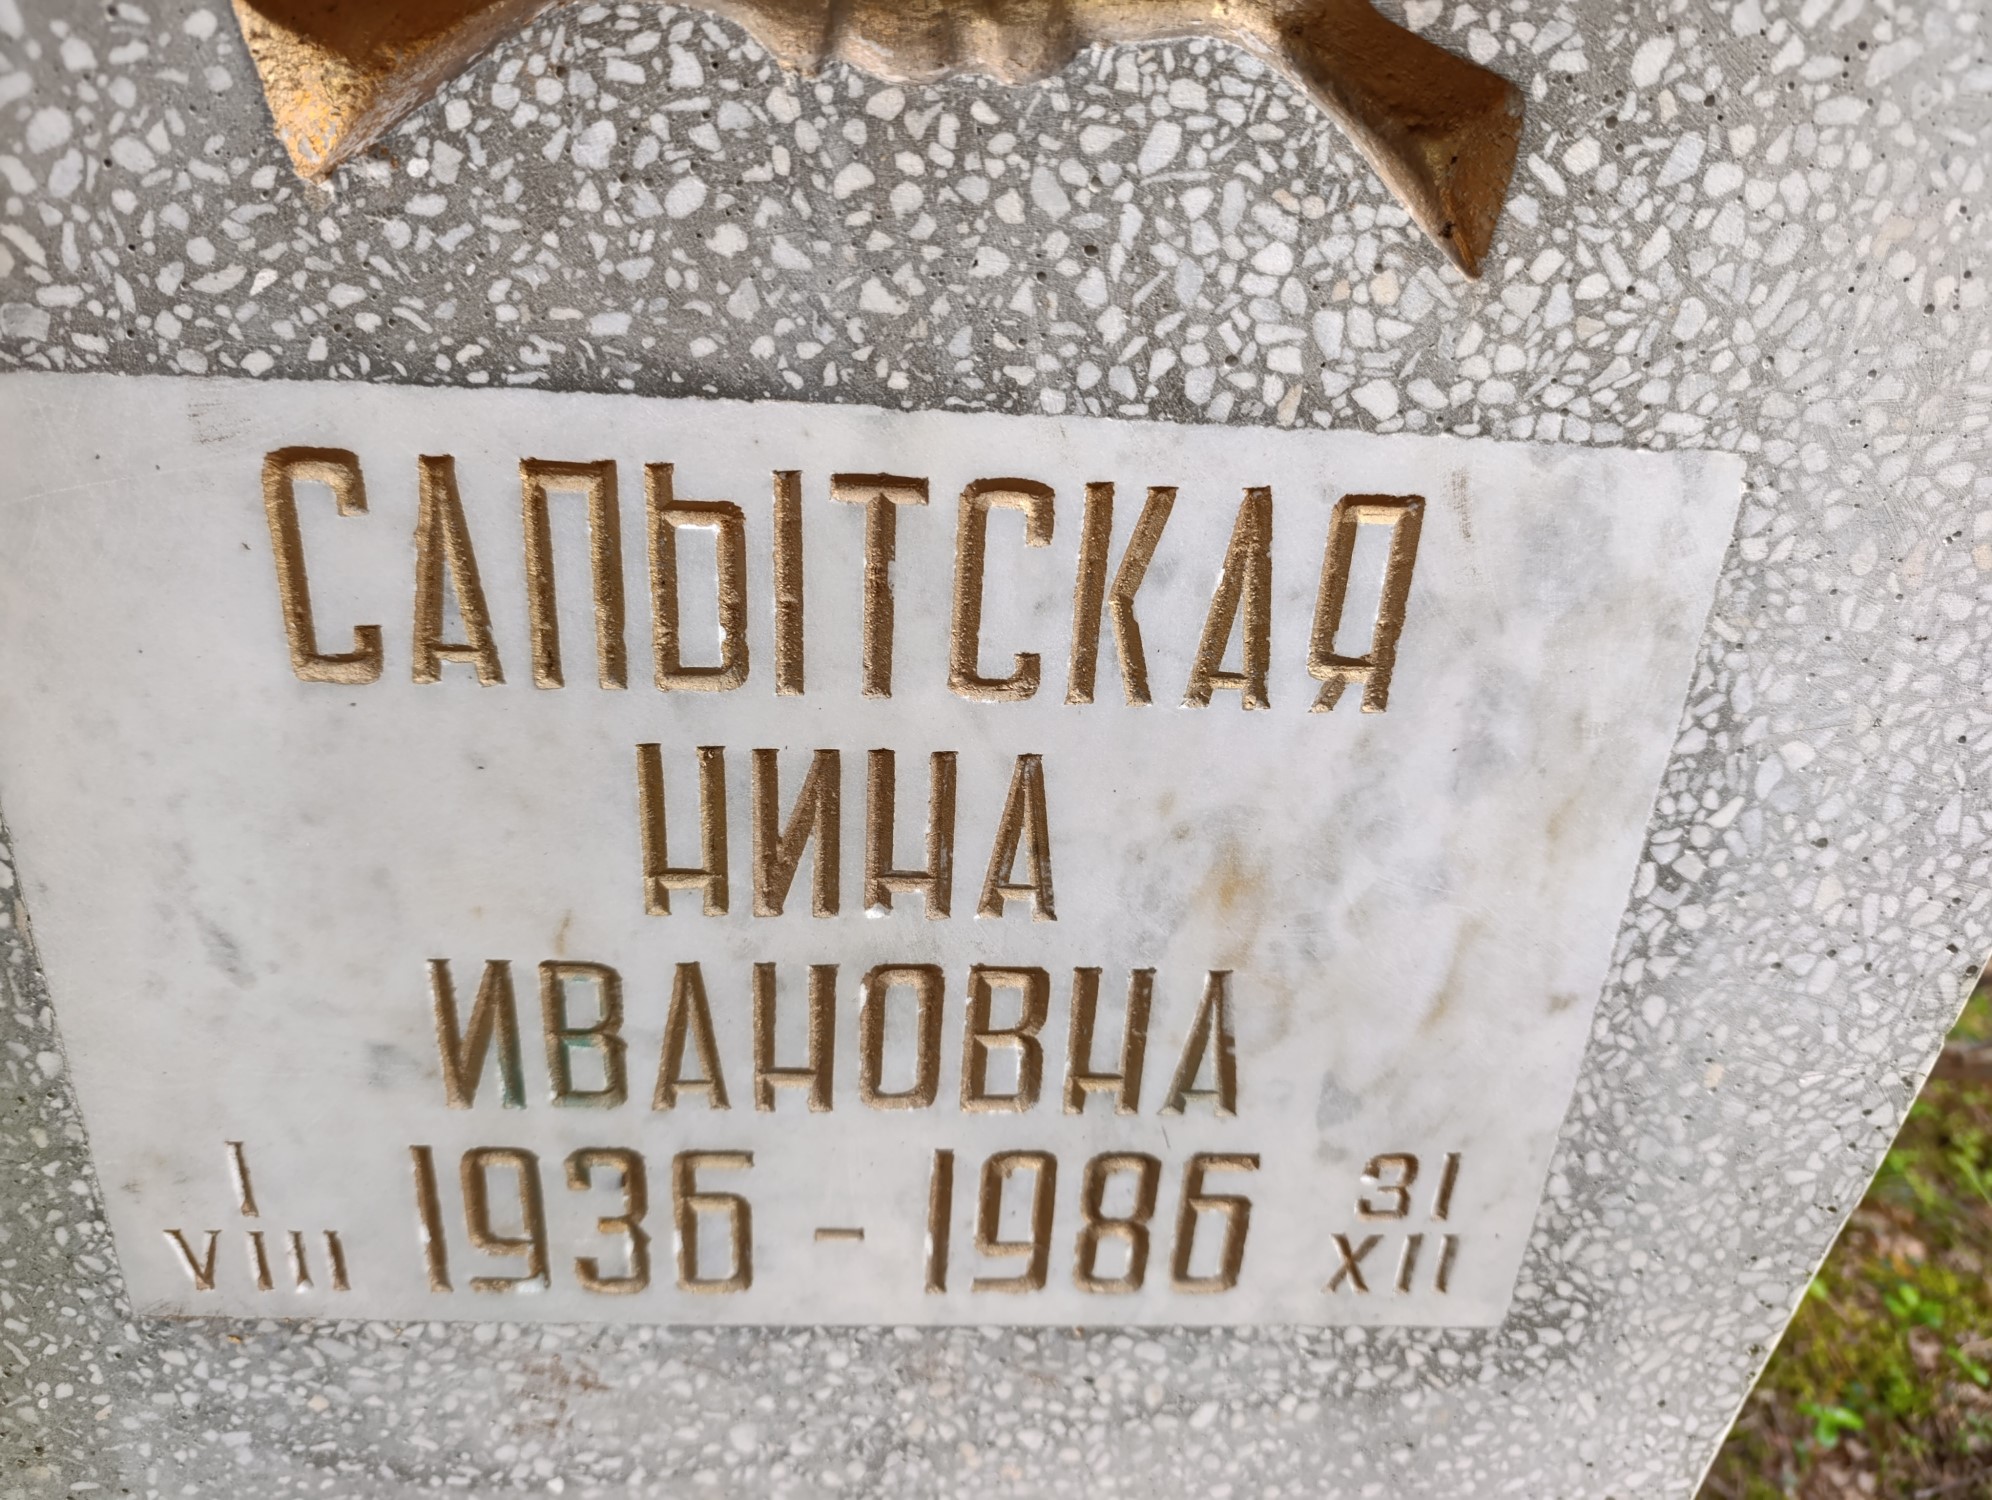 САПЫТСКАЯ
НИНА
ИВАНОВНА
I VIII 1936 - 1986 31 XII